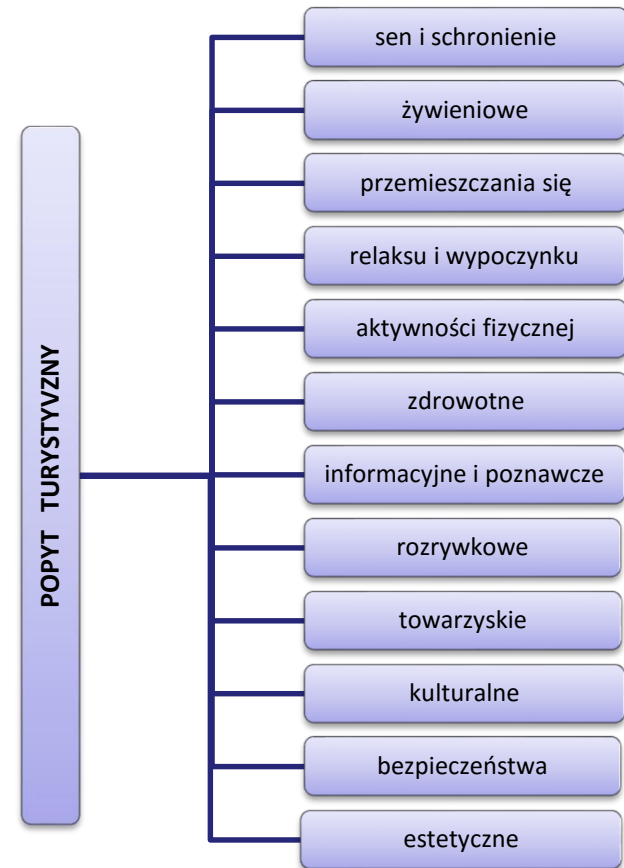 POPYT TURYSTYVZNY
sen i schronienie
żywieniowe
przemieszczania się
relaksu i wypoczynku
aktywności fizycznej
zdrowotne
informacyjne i poznawcze
rozrywkowe
towarzyskie
kulturalne
bezpieczeństwa
estetyczne